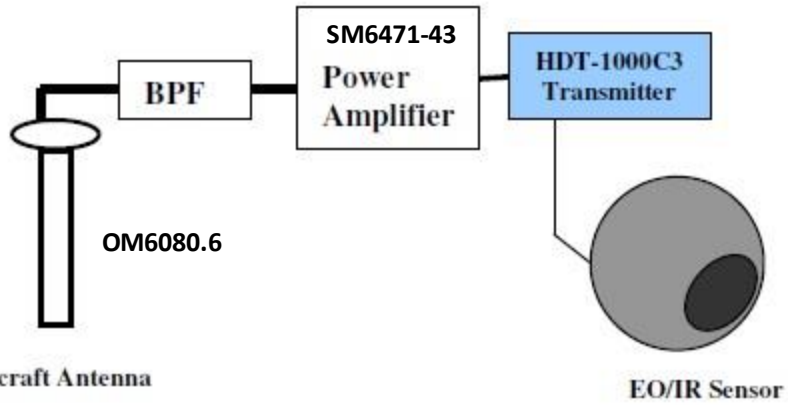 SM6471-43
Power
Amplifier
HDT-1000C3
Transmitter
BPF
OM6080.6
craft Antenna
EO/IR Sensor